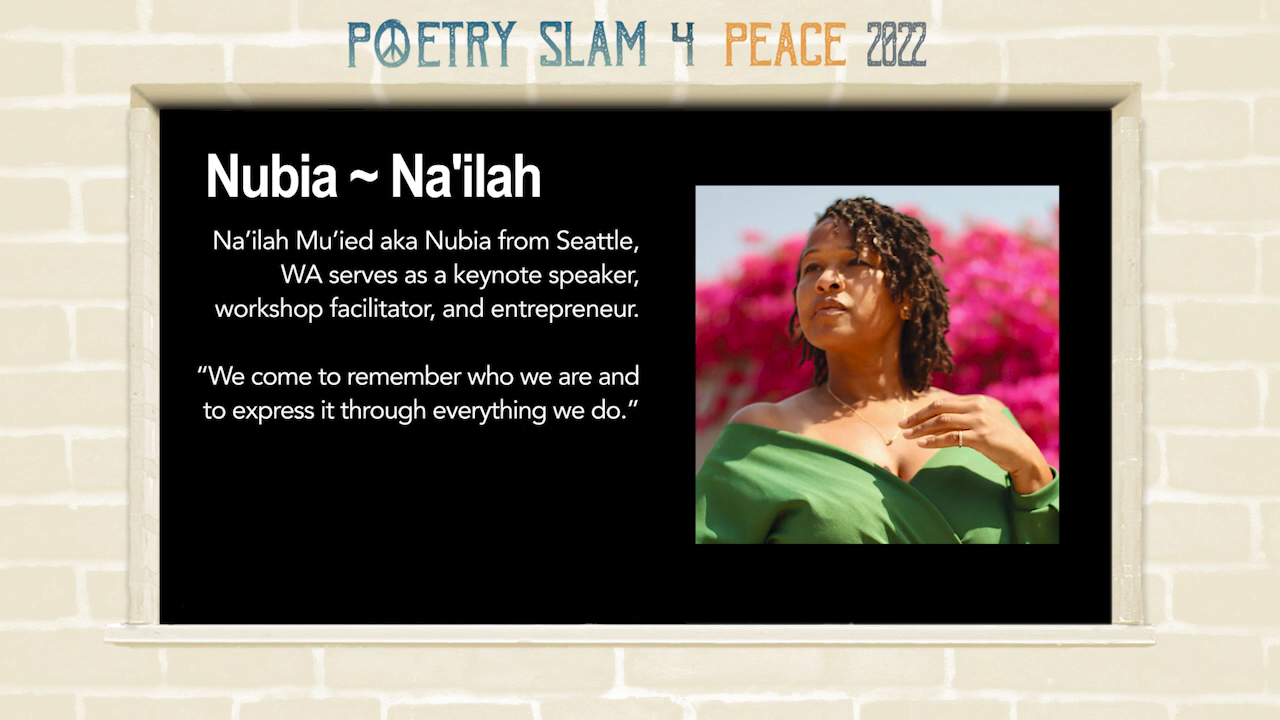 POETRY SLAM 4 PEACE 2022
Nubia ~ Na'ilah
Na’ilah Mu’ied aka Nubia from Seattle,
WA serves as a keynote speaker,
workshop facilitator, and entrepreneur.
“We come to remember who we are and
to express it through everything we do.”